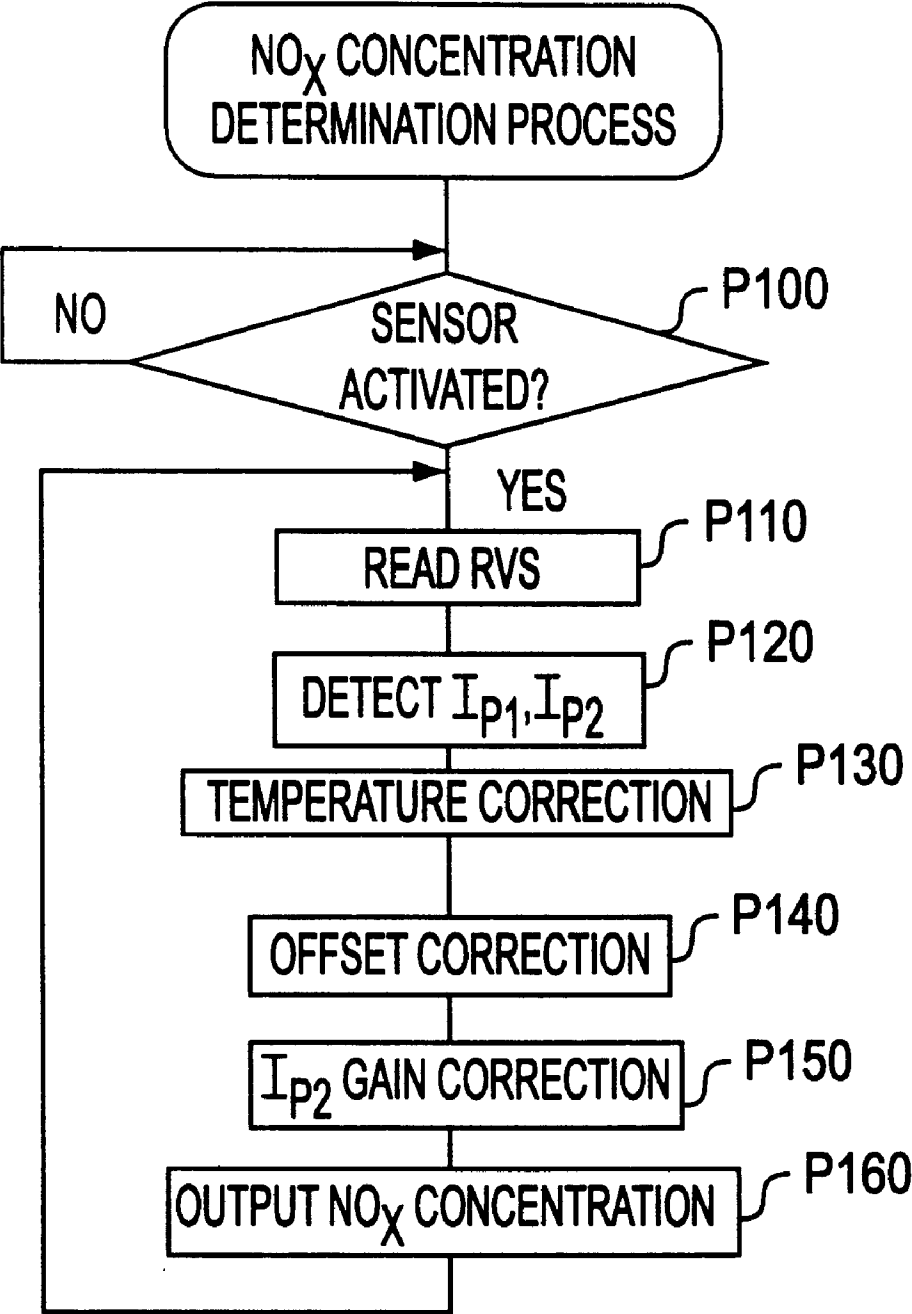 NOX CONCENTRATION
DETERMINATION PROCESS
P100
NO
SENSOR
ACTIVATED?
YES
P110
READ RVS
P120
DETECT IP1, IP2
P130
TEMPERATURE CORRECTION
P140
OFFSET CORRECTION
P150
IP2 GAIN CORRECTION
P160
OUTPUT NOX CONCENTRATION